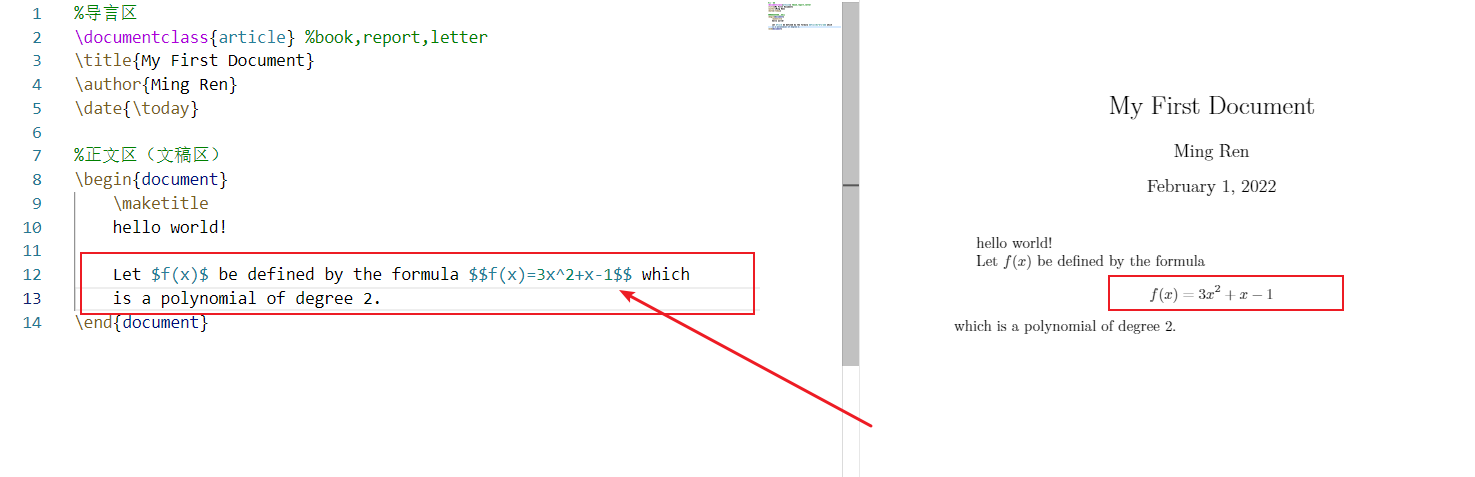 1 %导言区
2 \documentclass{article} %book,report,letter
3 \title{My First Document}
4 \author{Ming Ren}
5 \date{\today}
6
7 %正文区（文稿区）
8 \begin{document}
9 \maketitle
10 hello world!
11
12 Let $f(x)$ be defined by the formula $$f(x)=3x^2+x-1$$ which
13 is a polynomial of degree 2.
14 \end{document}
My First Document
Ming Ren
February 1, 2022
hello world!
Let f(x) be defined by the formula
f(x) = 3x² + x − 1
which is a polynomial of degree 2.